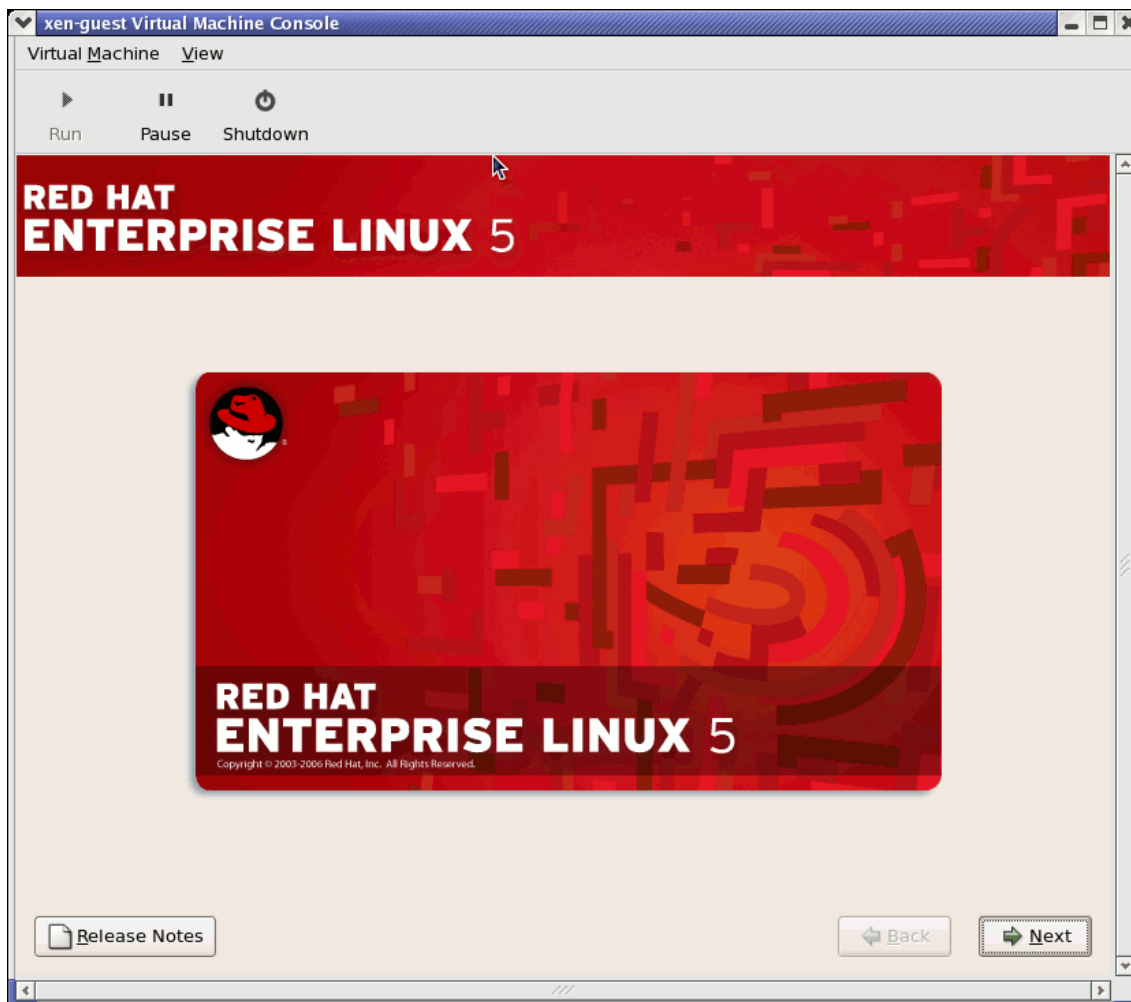 xen-guest Virtual Machine Console
Virtual Machine View
Run Pause Shutdown
RED HAT
ENTERPRISE LINUX 5
RED HAT
ENTERPRISE LINUX 5
Copyright © 2003-2006 Red Hat, Inc. All Rights Reserved.
Release Notes Back Next